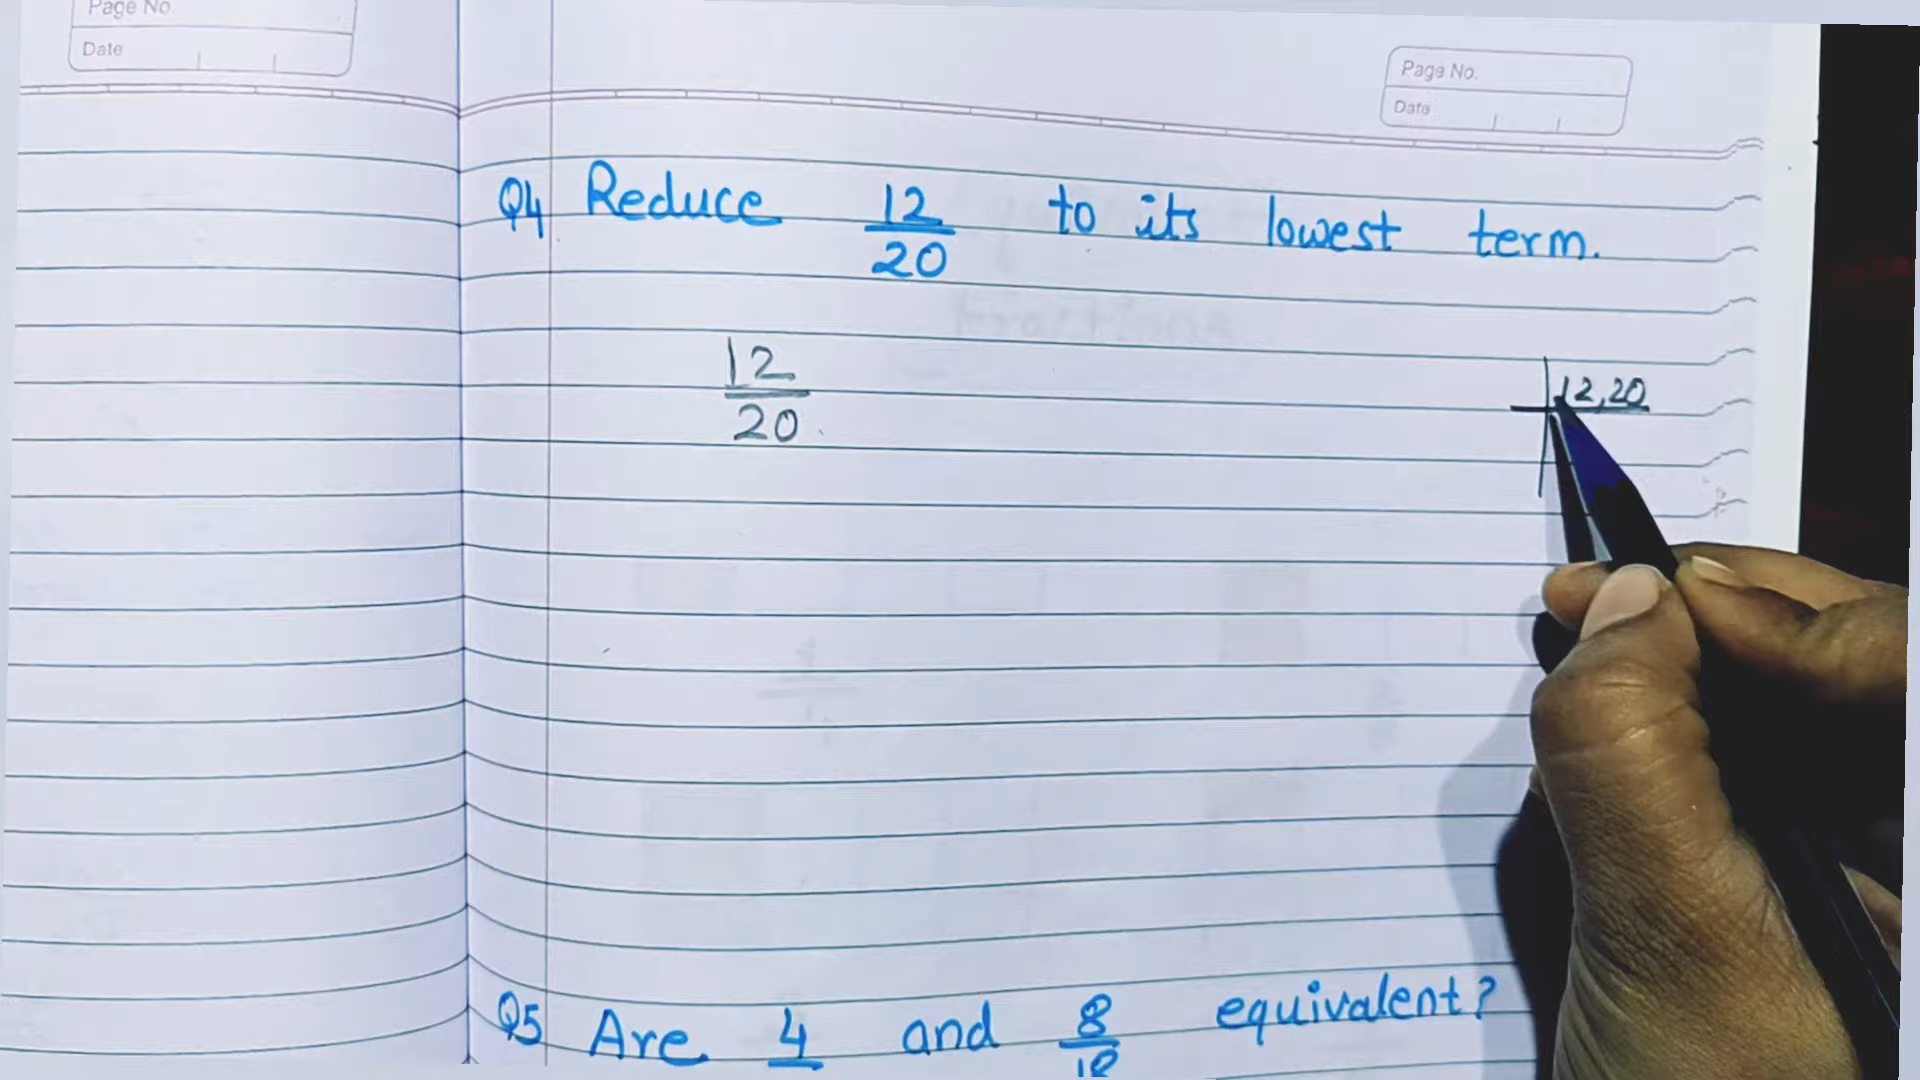 Page No.
Date
Page No.
Date
Q4 Reduce 12/20 to its lowest term.
12/20
12,20
Q5 Are 4 and 8/18 equivalent?